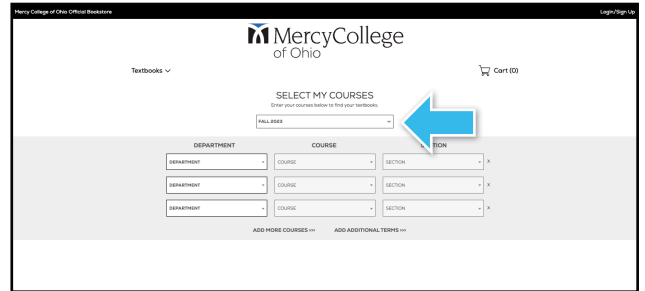 Mercy College of Ohio Official Bookstore Login/Sign Up
MercyCollege
of Ohio
Textbooks Cart (0)
SELECT MY COURSES
Enter your courses below to find your textbooks.
FALL 2023
DEPARTMENT COURSE TION
DEPARTMENT COURSE SECTION X
DEPARTMENT COURSE SECTION X
DEPARTMENT COURSE SECTION X
ADD MORE COURSES >>> ADD ADDITIONAL TERMS >>>